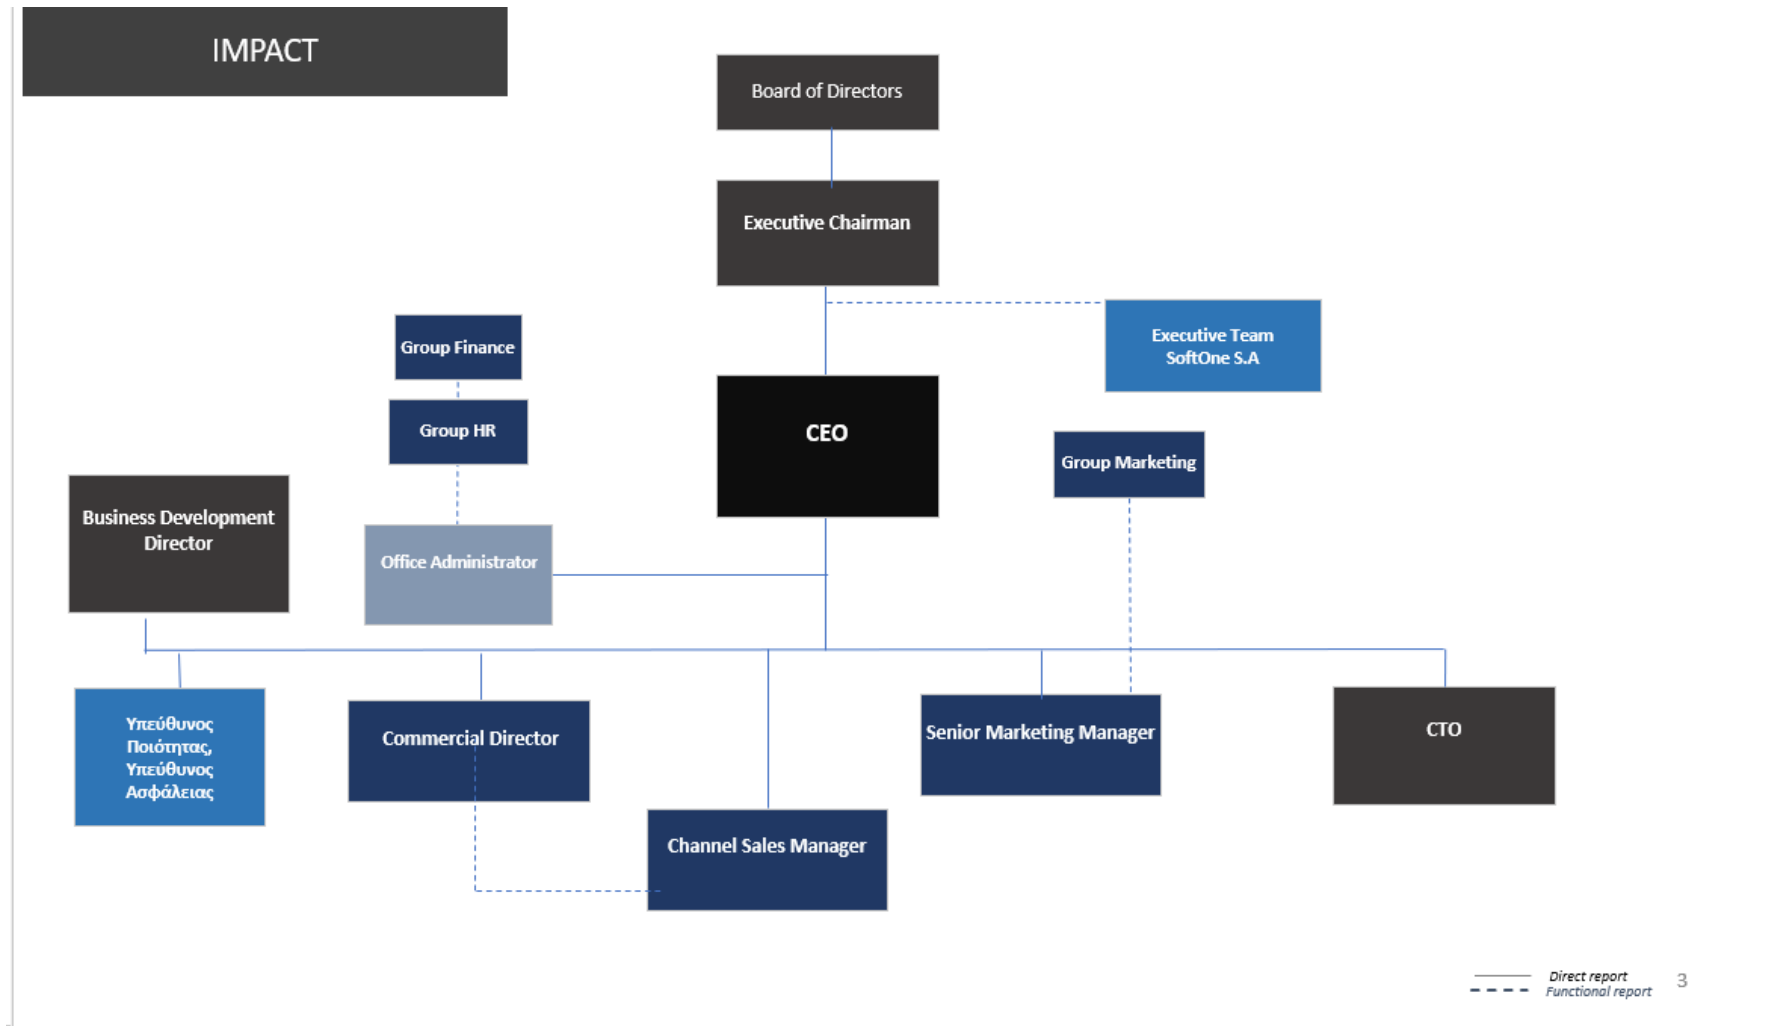 IMPACT
Board of Directors
Executive Chairman
Executive Team
SoftOne S.A
Group Finance
Group HR
CEO
Group Marketing
Business Development
Director
Office Administrator
Υπεύθυνος
Ποιότητας,
Υπεύθυνος
Ασφάλειας
Commercial Director
Senior Marketing Manager
CTO
Channel Sales Manager
Direct report
Functional report
3